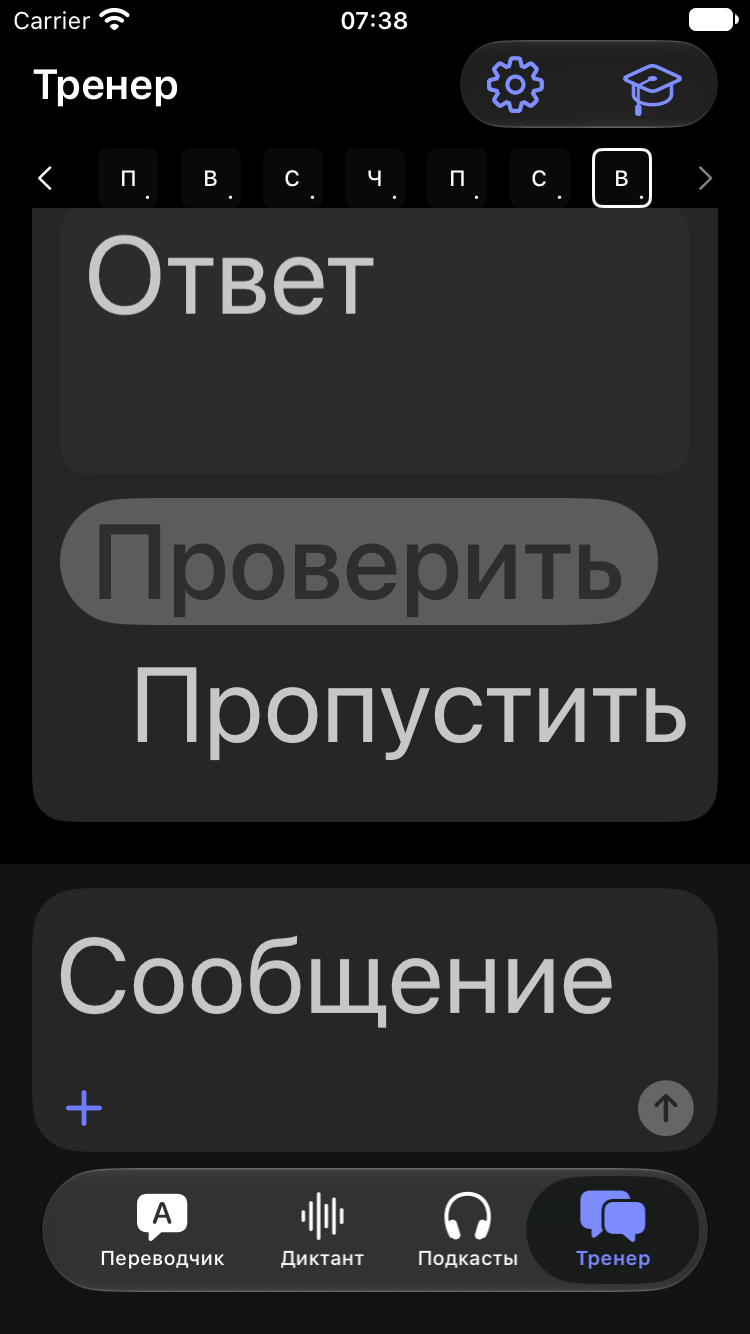 Carrier 07:38
Тренер
п. в. с. ч. п. с. в.
Ответ
Проверить
Пропустить
Сообщение
A
Переводчик Диктант Подкасты Тренер